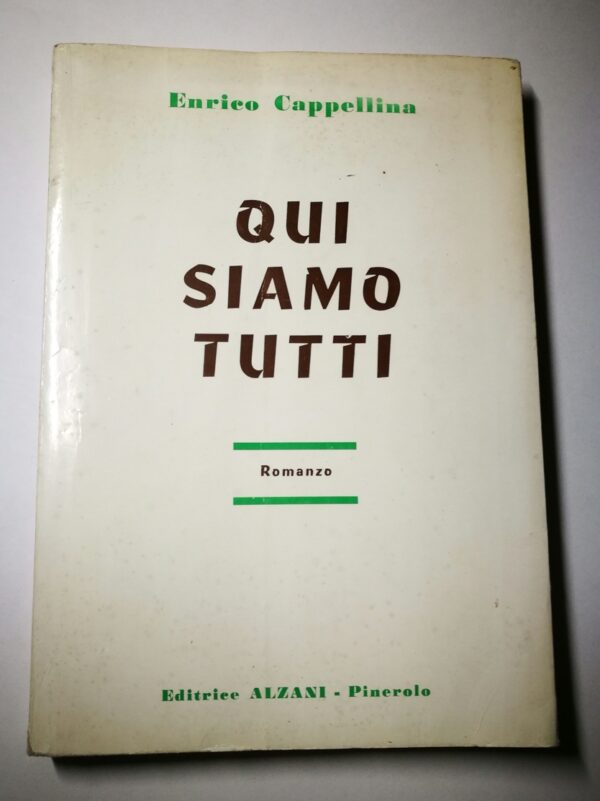 Enrico Cappellina
QUI
SIAMO
TUTTI
Romanzo
Editrice ALZANI - Pinerolo